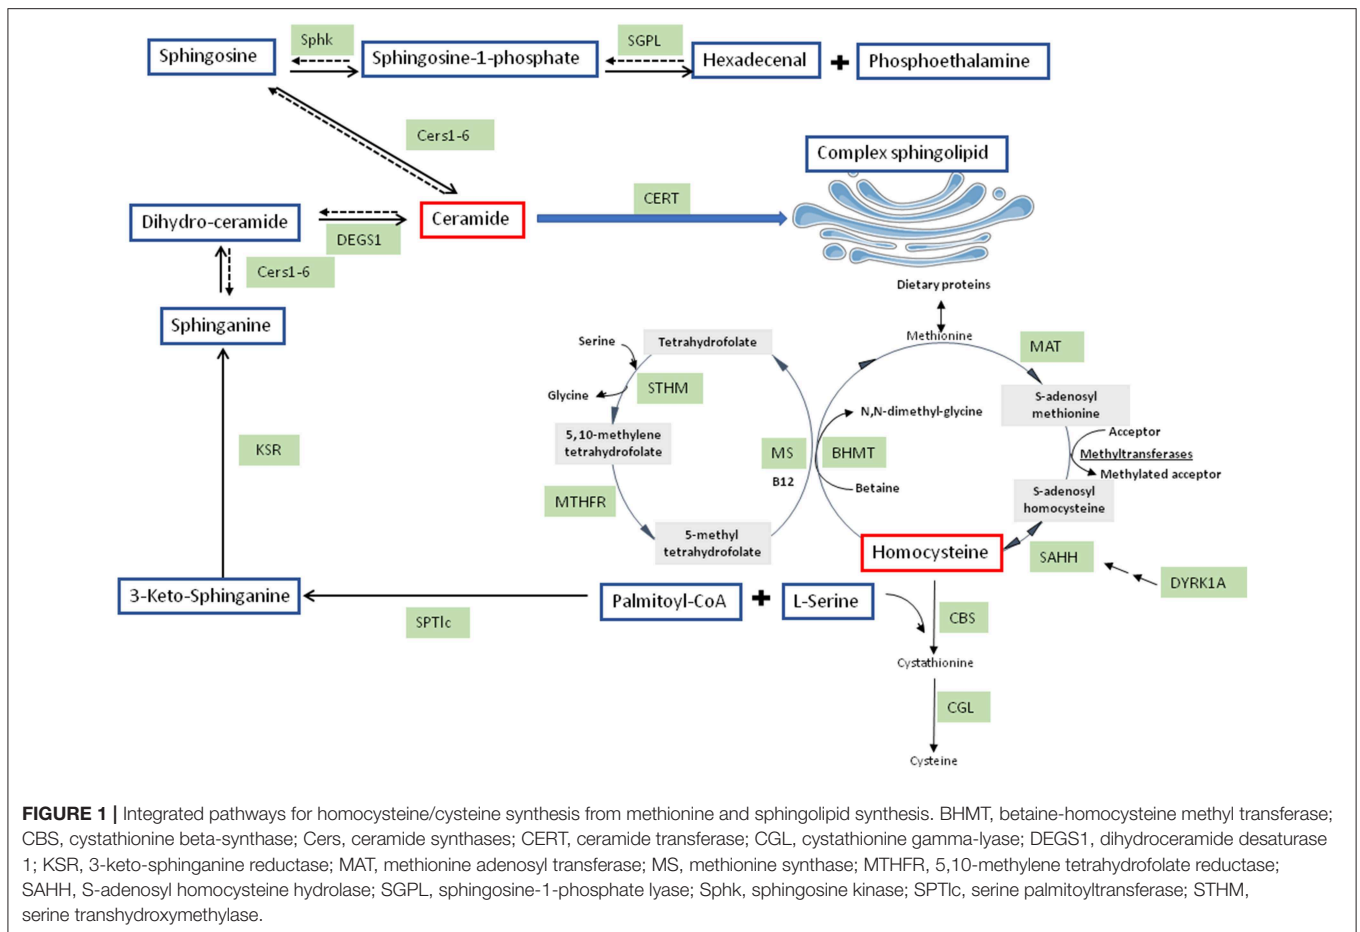 Sphingosine
Sphk
Sphingosine-1-phosphate
SGPL
Hexadecenal
+
Phosphoethalamine
Cers1-6
Complex sphingolipid
Dihydro-ceramide
DEGS1
Ceramide
CERT
Cers1-6
Sphinganine
Dietary proteins
Methionine
MAT
Serine
Tetrahydrofolate
STHM
Glycine
S-adenosyl
methionine
N,N-dimethyl-glycine
Acceptor
Methyltransferases
Methylated acceptor
5,10-methylene
tetrahydrofolate
KSR
MS
B12
BHMT
Betaine
MTHFR
S-adenosyl
homocysteine
5-methyl
tetrahydrofolate
Homocysteine
SAHH
DYRK1A
3-Keto-Sphinganine
SPTlc
Palmitoyl-CoA
+
L-Serine
CBS
Cystathionine
CGL
Cysteine
FIGURE 1 | Integrated pathways for homocysteine/cysteine synthesis from methionine and sphingolipid synthesis. BHMT, betaine-homocysteine methyl transferase;
CBS, cystathionine beta-synthase; Cers, ceramide synthases; CERT, ceramide transferase; CGL, cystathionine gamma-lyase; DEGS1, dihydroceramide desaturase
1; KSR, 3-keto-sphinganine reductase; MAT, methionine adenosyl transferase; MS, methionine synthase; MTHFR, 5,10-methylene tetrahydrofolate reductase;
SAHH, S-adenosyl homocysteine hydrolase; SGPL, sphingosine-1-phosphate lyase; Sphk, sphingosine kinase; SPTlc, serine palmitoyltransferase; STHM,
serine transhydroxymethylase.